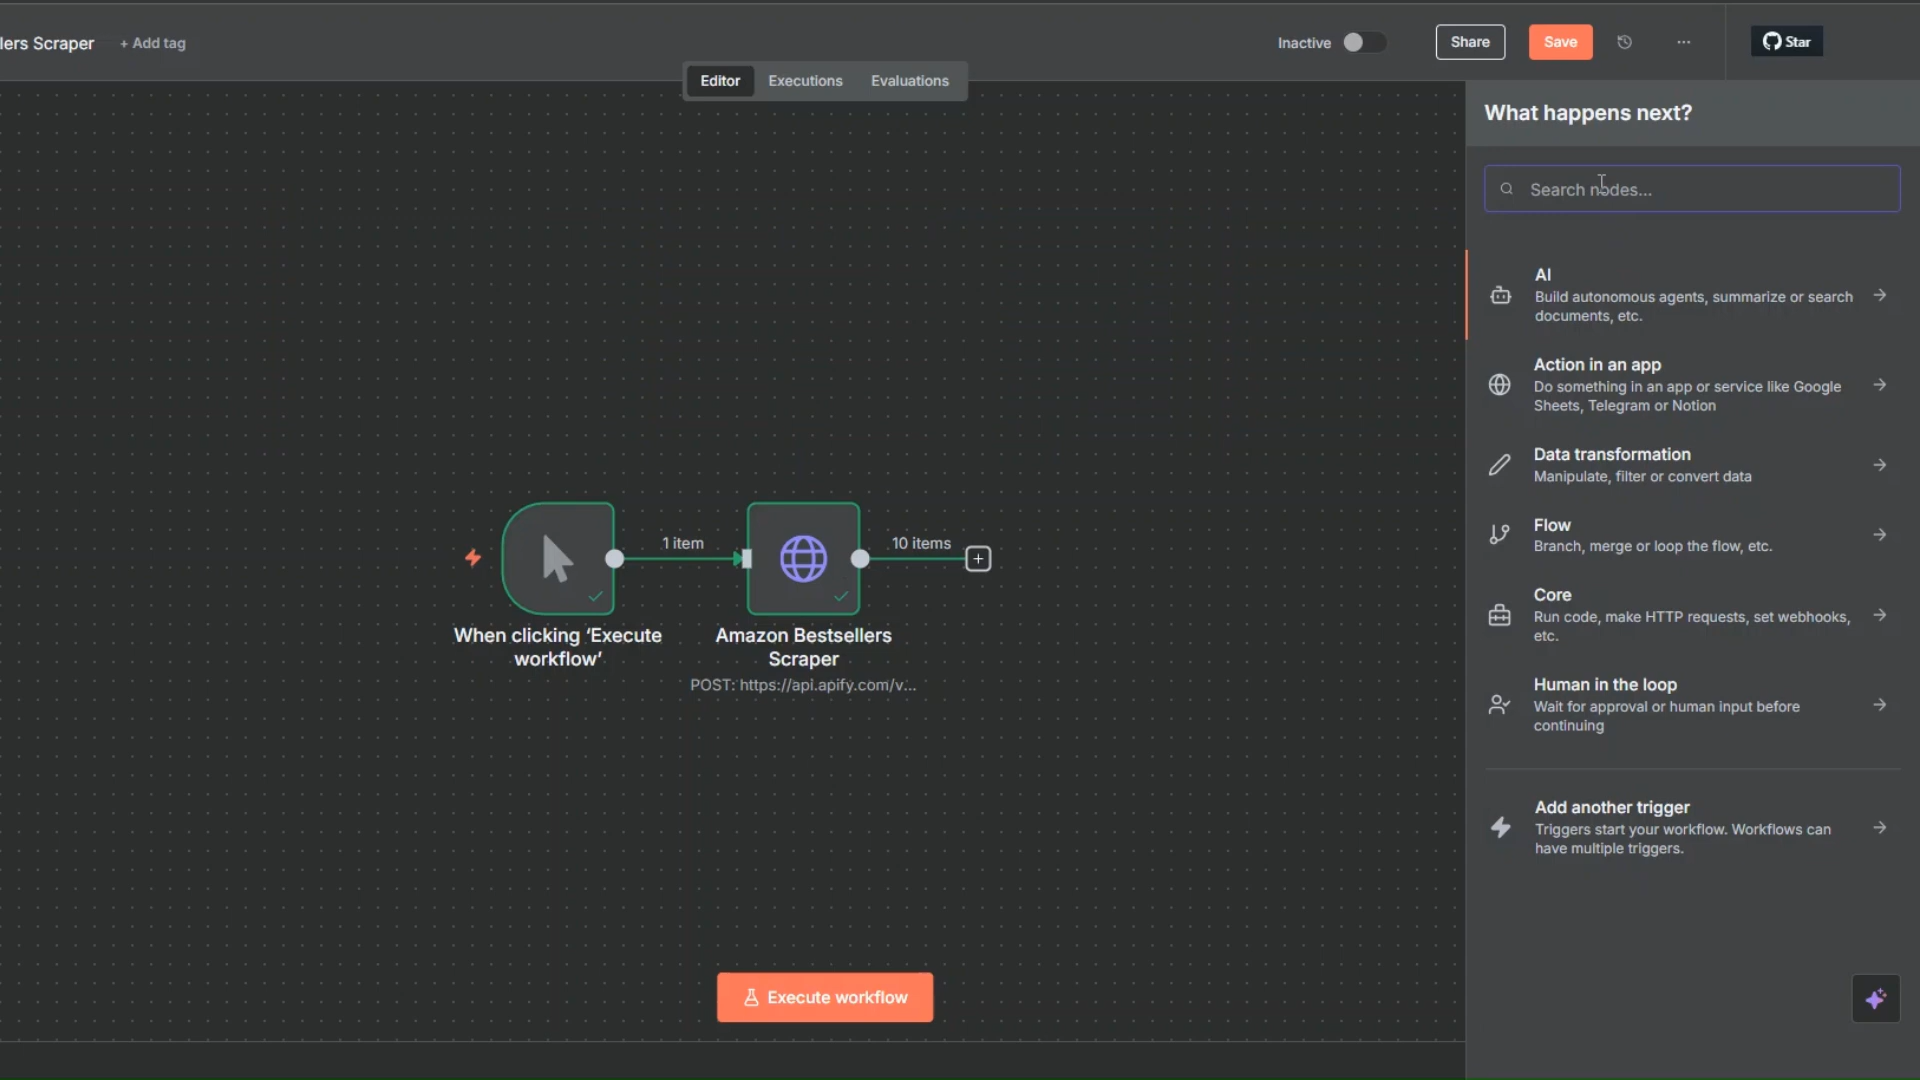 lers Scraper
+ Add tag
Inactive
Share
Save
...
Star
Editor
Executions
Evaluations
What happens next?
Search nodes...
AI
Build autonomous agents, summarize or search
documents, etc.
Action in an app
Do something in an app or service like Google
Sheets, Telegram or Notion
Data transformation
Manipulate, filter or convert data
Flow
Branch, merge or loop the flow, etc.
Core
Run code, make HTTP requests, set webhooks,
etc.
Human in the loop
Wait for approval or human input before
continuing
Add another trigger
Triggers start your workflow. Workflows can
have multiple triggers.
1 item
10 items
When clicking ‘Execute
workflow’
Amazon Bestsellers
Scraper
POST: https://api.apify.com/v...
Execute workflow